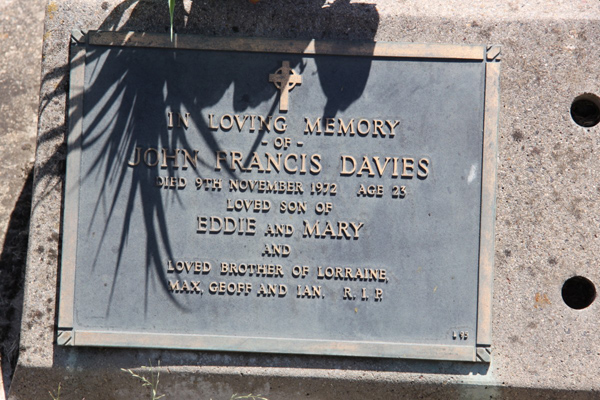 IN LOVING MEMORY
OF -
JOHN FRANCIS DAVIES
DIED 9TH NOVEMBER 1972 AGE 23
LOVED SON OF
EDDIE AND MARY
AND
LOVED BROTHER OF LORRAINE,
MAX, GEOFF AND IAN. R.I.P.